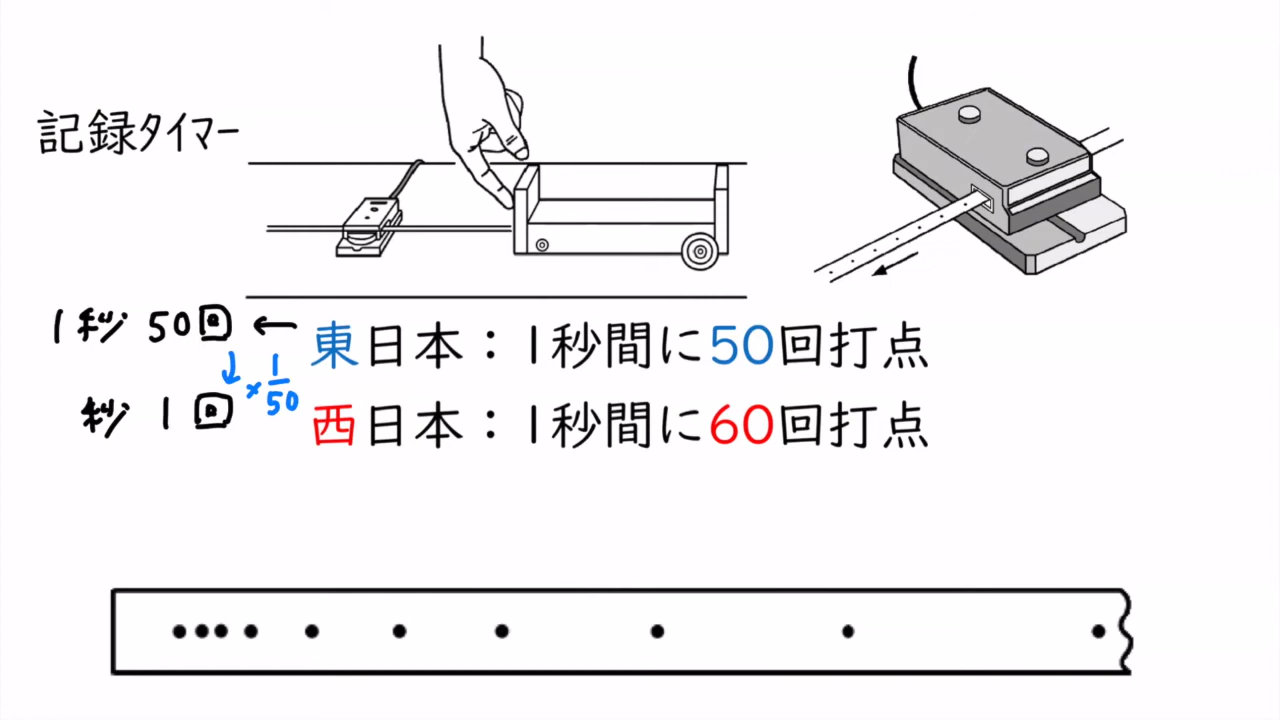 記録タイマー
1秒 50回 ←
東日本：1秒間に50回打点
↓ × 1/50
秒 1回
西日本：1秒間に60回打点